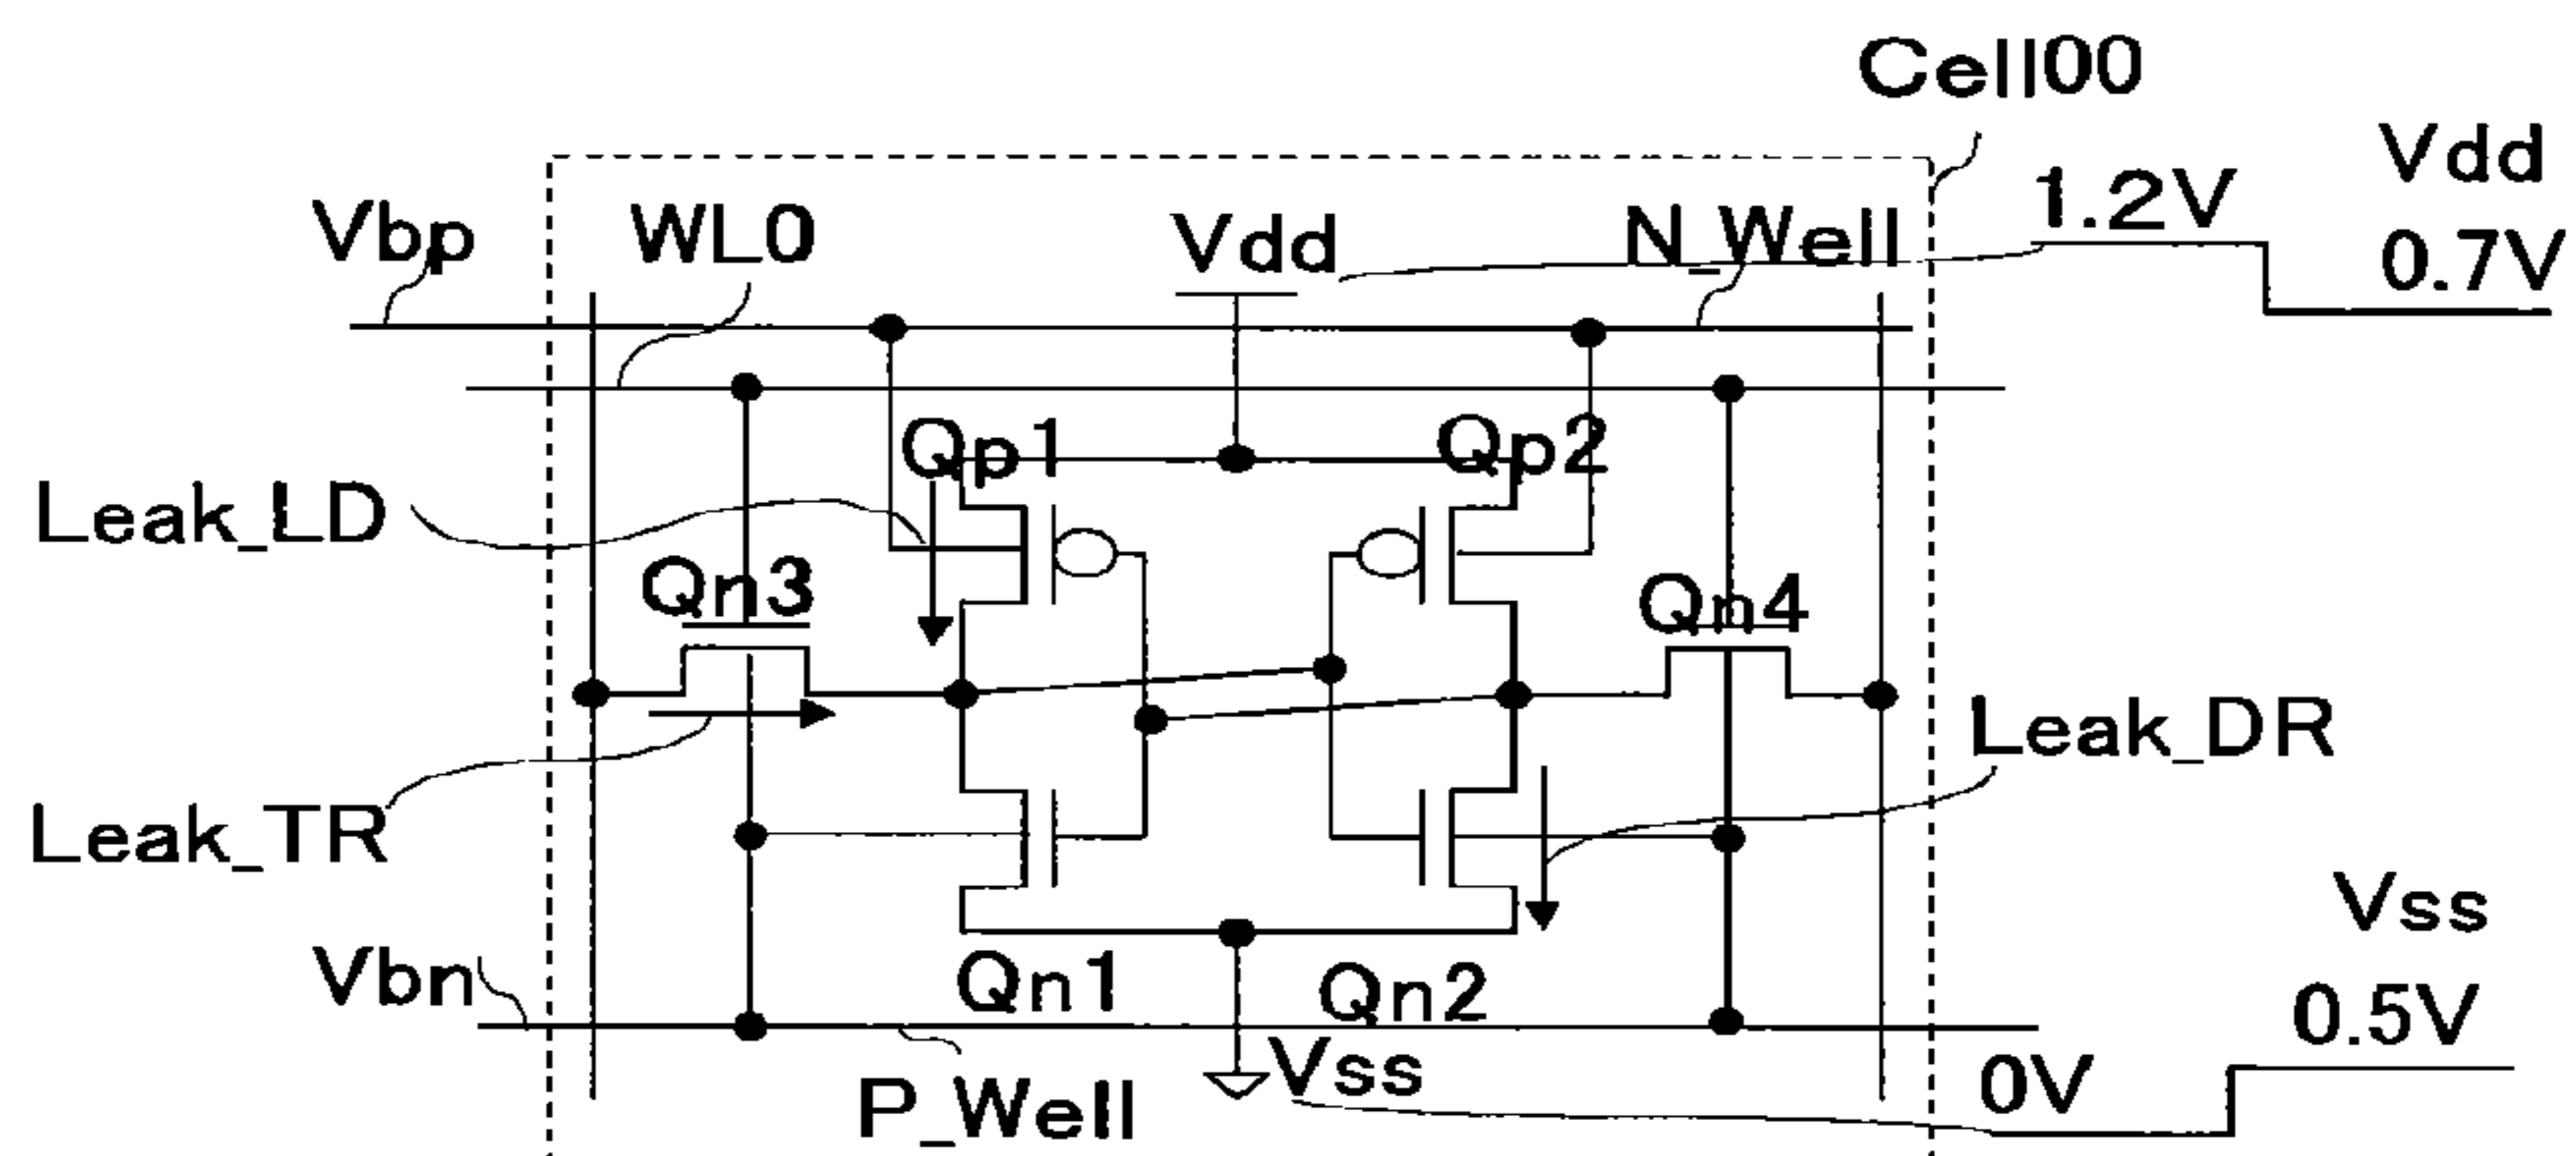 Cell00
Vdd
1.2V
0.7V
Vbp
WL0
Vdd
N_Well
Qp1
Qp2
Leak_LD
Qn3
Qn4
Leak_DR
Leak_TR
Vss
0.5V
Vbn
Qn1
Qn2
Vss
0V
P_Well